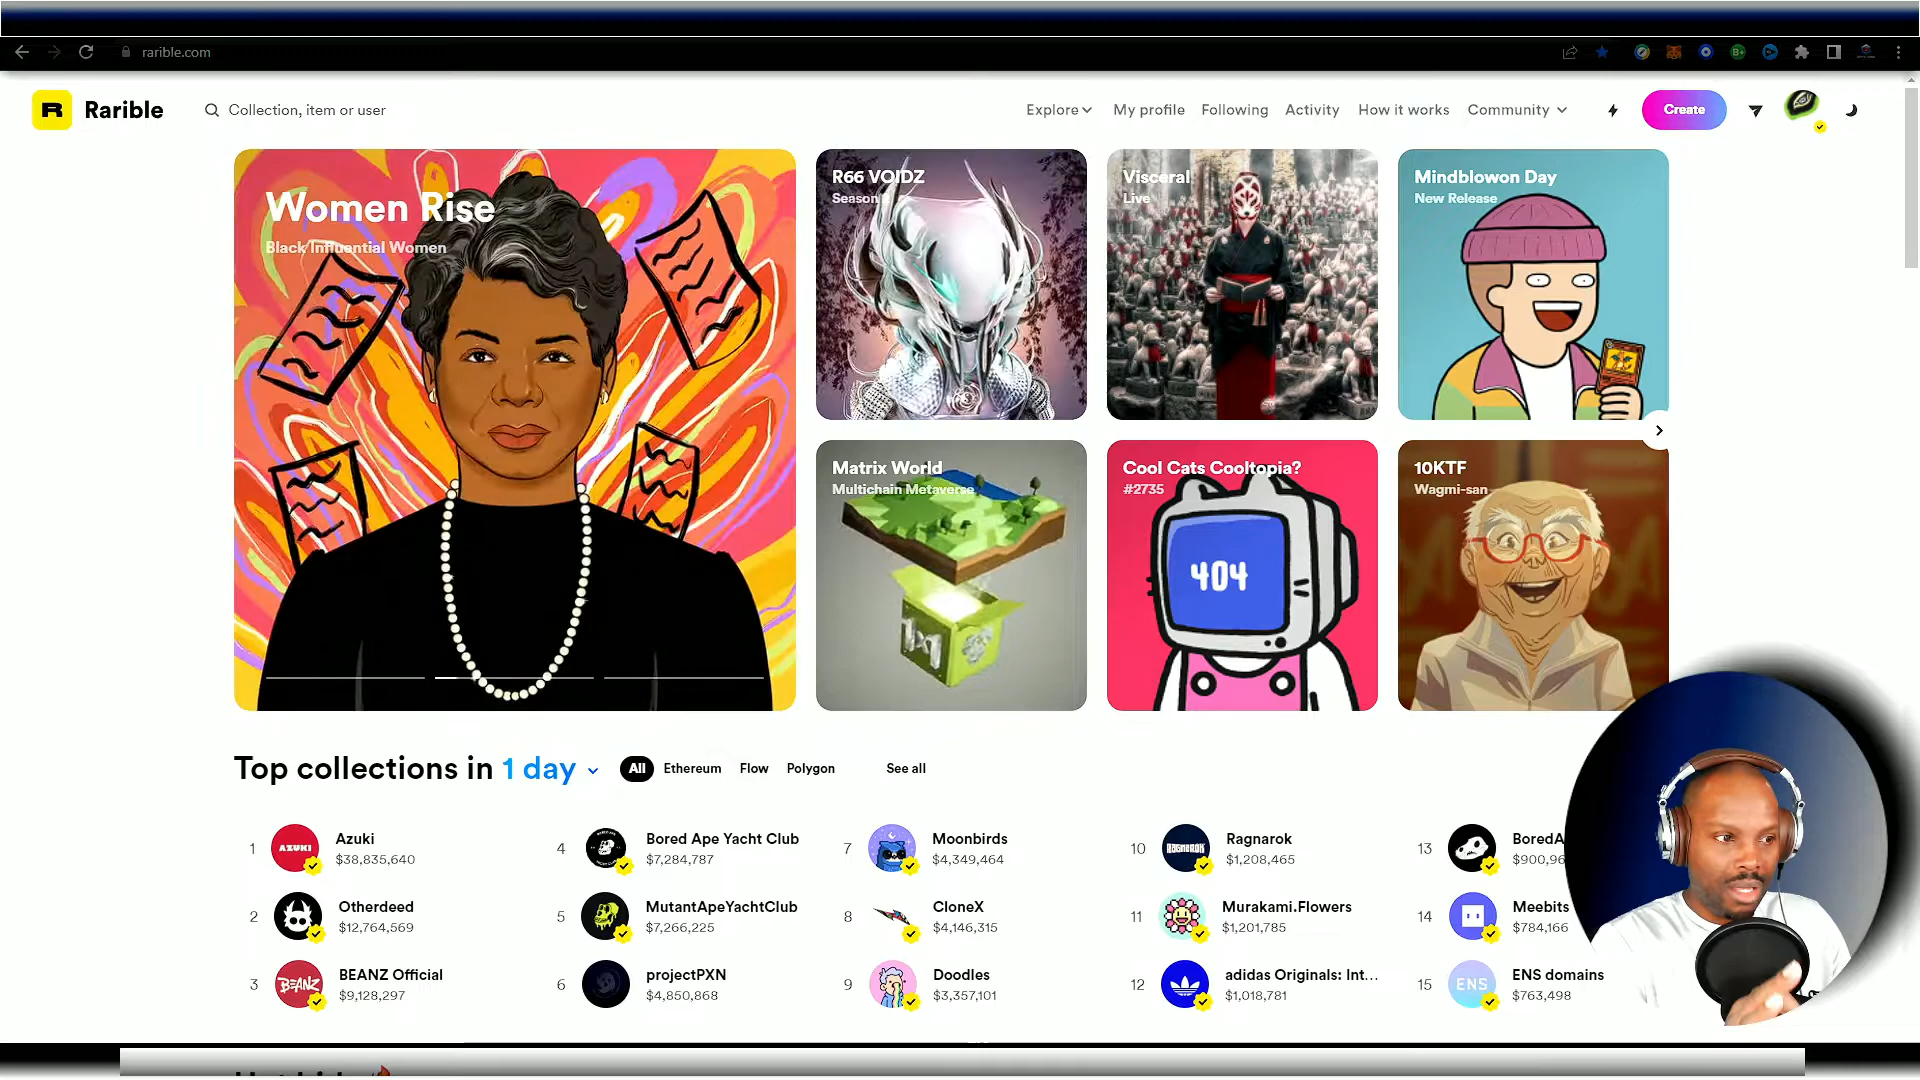 rarible.com
R Rarible
Collection, item or user
Explore My profile Following Activity How it works Community
Create
Women Rise
Black Influential Women
R66 VOIDZ
Season
Visceral
Live
Mindblowon Day
New Release
Matrix World
Multichain Metaverse
Cool Cats Cooltopia?
#2735
404
10KTF
Wagmi-san
Top collections in 1 day
All Ethereum Flow Polygon See all
1 AZUKI Azuki
$38,835,640
2 Otherdeed
$12,764,569
3 BEANZ BEANZ Official
$9,128,297
4 Bored Ape Yacht Club
$7,284,787
5 MutantApeYachtClub
$7,266,225
6 projectPXN
$4,850,868
7 Moonbirds
$4,349,464
8 CloneX
$4,146,315
9 Doodles
$3,357,101
10 RAGNAROK Ragnarok
$1,208,465
11 Murakami.Flowers
$1,201,785
12 adidas Originals: Int...
$1,018,781
13 BoredA
$900,96
14 Meebits
$784,166
15 ENS ENS domains
$763,498